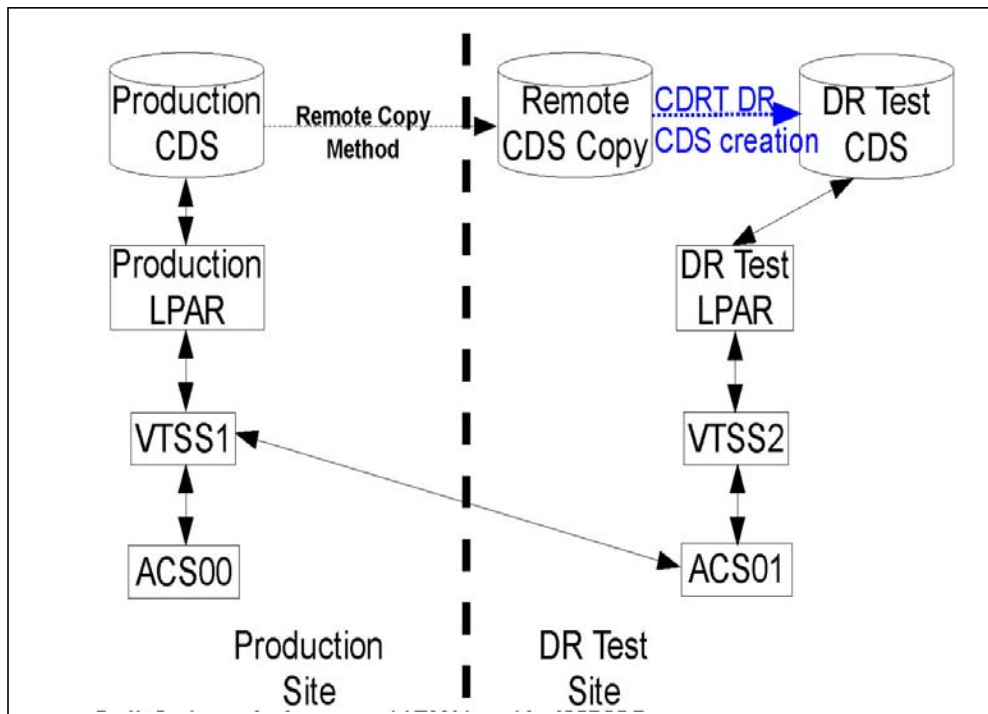 Production
CDS
Remote Copy
Method
Remote
CDS Copy
CDRT DR
CDS creation
DR Test
CDS
Production
LPAR
DR Test
LPAR
VTSS1
VTSS2
ACS00
ACS01
Production
Site
DR Test
Site